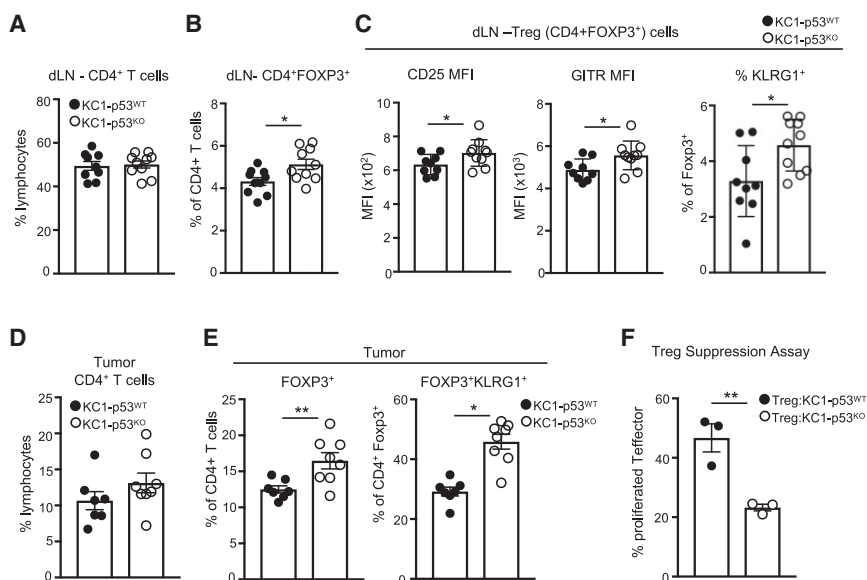 A
dLN - CD4+ T cells
KC1-p53WT
KC1-p53KO
% lymphocytes
80
60
40
20
0
B
dLN- CD4+FOXP3+
*
% of CD4+ T cells
8
6
4
2
0
C
dLN –Treg (CD4+FOXP3+) cells
KC1-p53WT
KC1-p53KO
CD25 MFI
*
MFI (x10²)
10
8
6
4
2
0
GITR MFI
*
MFI (x10³)
8
6
4
2
0
% KLRG1+
*
% of Foxp3+
6
4
2
0
D
Tumor
CD4+ T cells
KC1-p53WT
KC1-p53KO
% lymphocytes
25
20
15
10
5
0
E
Tumor
FOXP3+
**
% of CD4+ T cells
25
20
15
10
5
0
FOXP3+KLRG1+
KC1-p53WT
KC1-p53KO
*
% of CD4+ Foxp3+
60
40
20
0
F
Treg Suppression Assay
Treg:KC1-p53WT
Treg:KC1-p53KO
**
% proliferated Teffector
60
40
20
0